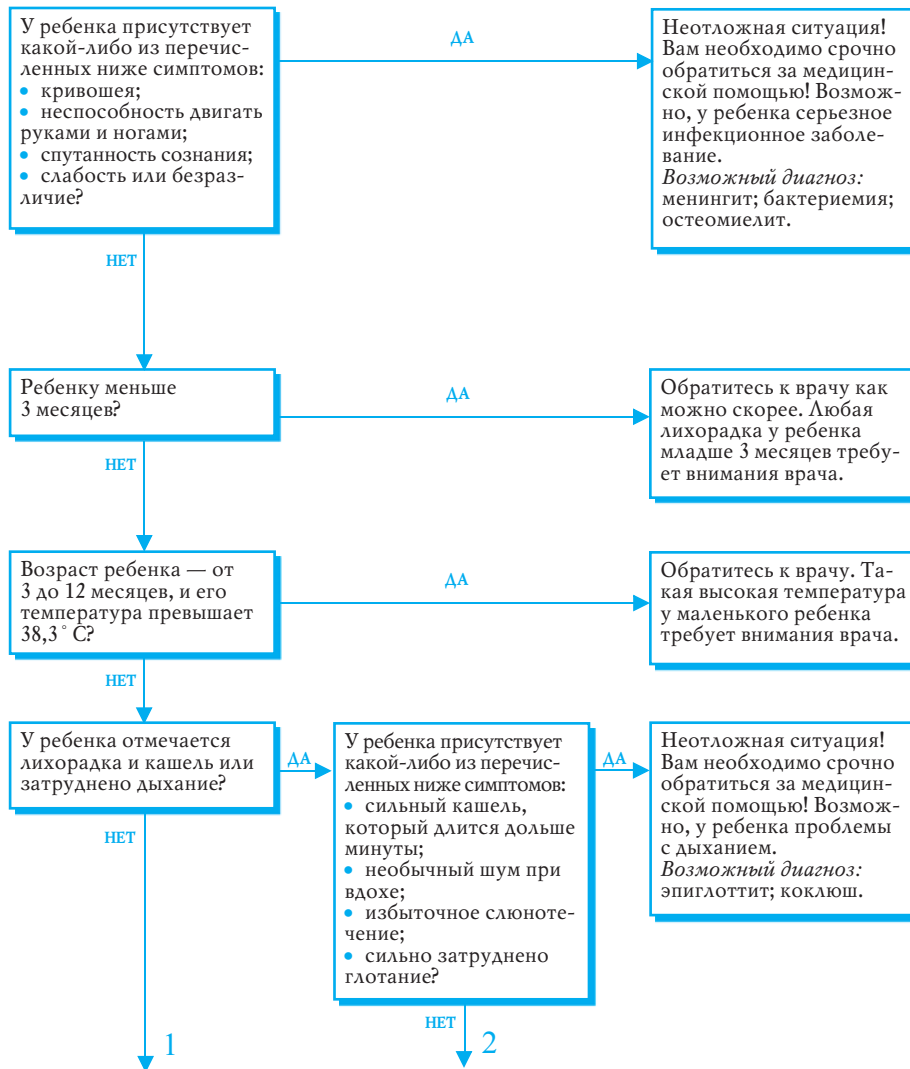 У ребенка присутствует
какой-либо из перечис-
ленных ниже симптомов:
• кривошея;
• неспособность двигать
руками и ногами;
• спутанность сознания;
• слабость или безраз-
личие?
ДА
Неотложная ситуация!
Вам необходимо срочно
обратиться за медицин-
ской помощью! Возмож-
но, у ребенка серьезное
инфекционное заболе-
вание.
Возможный диагноз:
менингит; бактериемия;
остеомиелит.
НЕТ
Ребенку меньше
3 месяцев?
ДА
Обратитесь к врачу как
можно скорее. Любая
лихорадка у ребенка
младше 3 месяцев требу-
ет внимания врача.
НЕТ
Возраст ребенка — от
3 до 12 месяцев, и его
температура превышает
38,3° С?
ДА
Обратитесь к врачу. Та-
кая высокая температура
у маленького ребенка
требует внимания врача.
НЕТ
У ребенка отмечается
лихорадка и кашель или
затруднено дыхание?
ДА
У ребенка присутствует
какой-либо из перечис-
ленных ниже симптомов:
• сильный кашель,
который длится дольше
минуты;
• необычный шум при
вдохе;
• избыточное слюноте-
чение;
• сильно затруднено
глотание?
ДА
Неотложная ситуация!
Вам необходимо срочно
обратиться за медицин-
ской помощью! Возмож-
но, у ребенка проблемы
с дыханием.
Возможный диагноз:
эпиглоттит; коклюш.
НЕТ
1
НЕТ
2